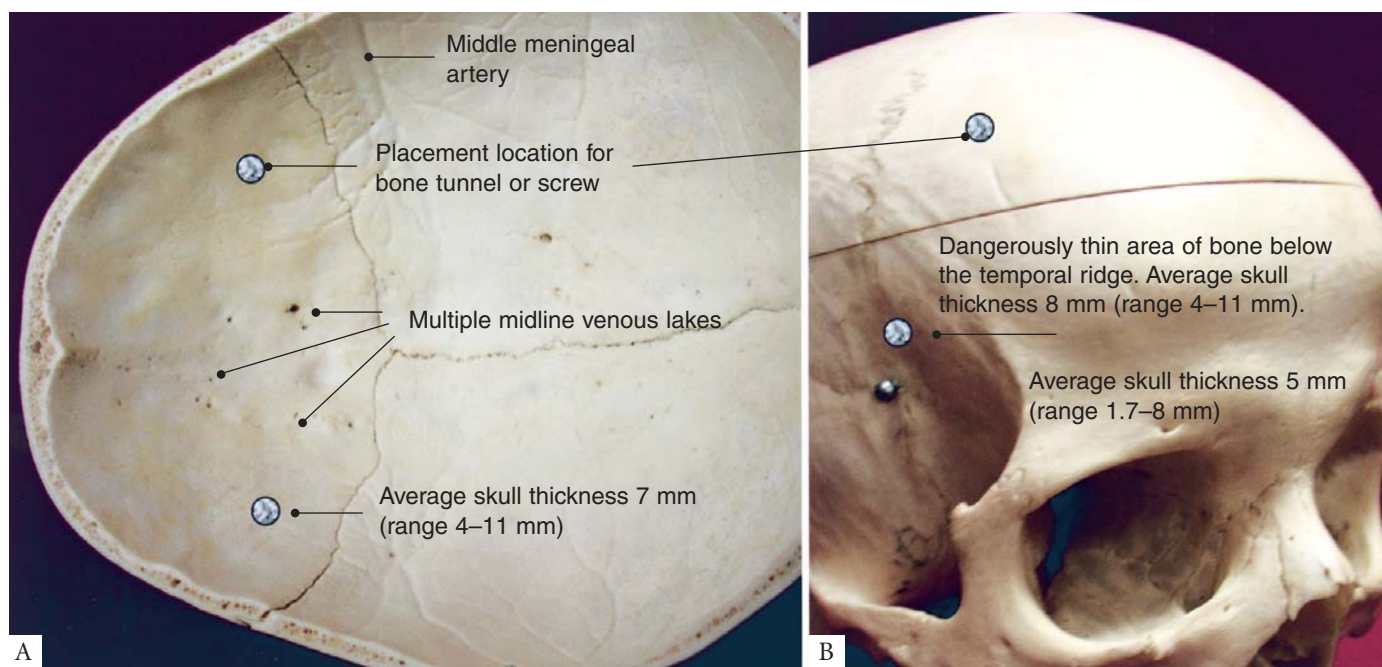 Middle meningeal
artery
Placement location for
bone tunnel or screw
Multiple midline venous lakes
Average skull thickness 7 mm
(range 4–11 mm)
A
Dangerously thin area of bone below
the temporal ridge. Average skull
thickness 8 mm (range 4–11 mm).
Average skull thickness 5 mm
(range 1.7–8 mm)
B